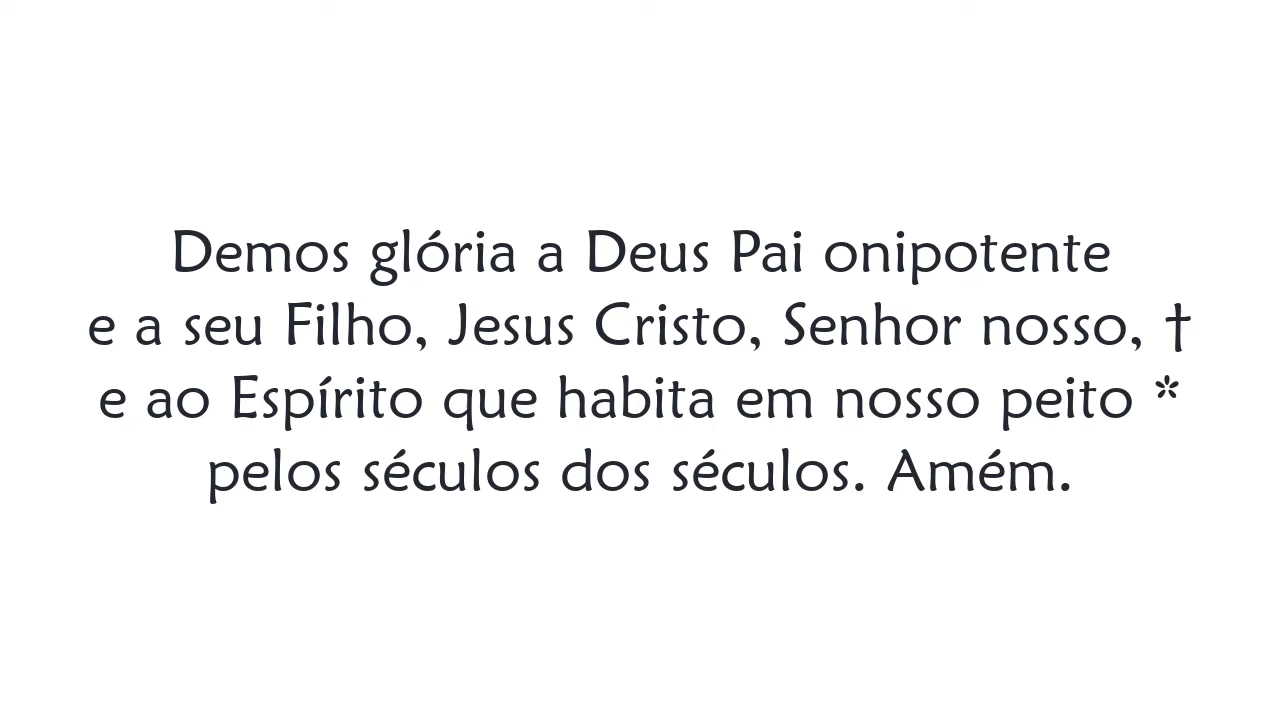 Demos glória a Deus Pai onipotente
e a seu Filho, Jesus Cristo, Senhor nosso, †
e ao Espírito que habita em nosso peito *
pelos séculos dos séculos. Amém.